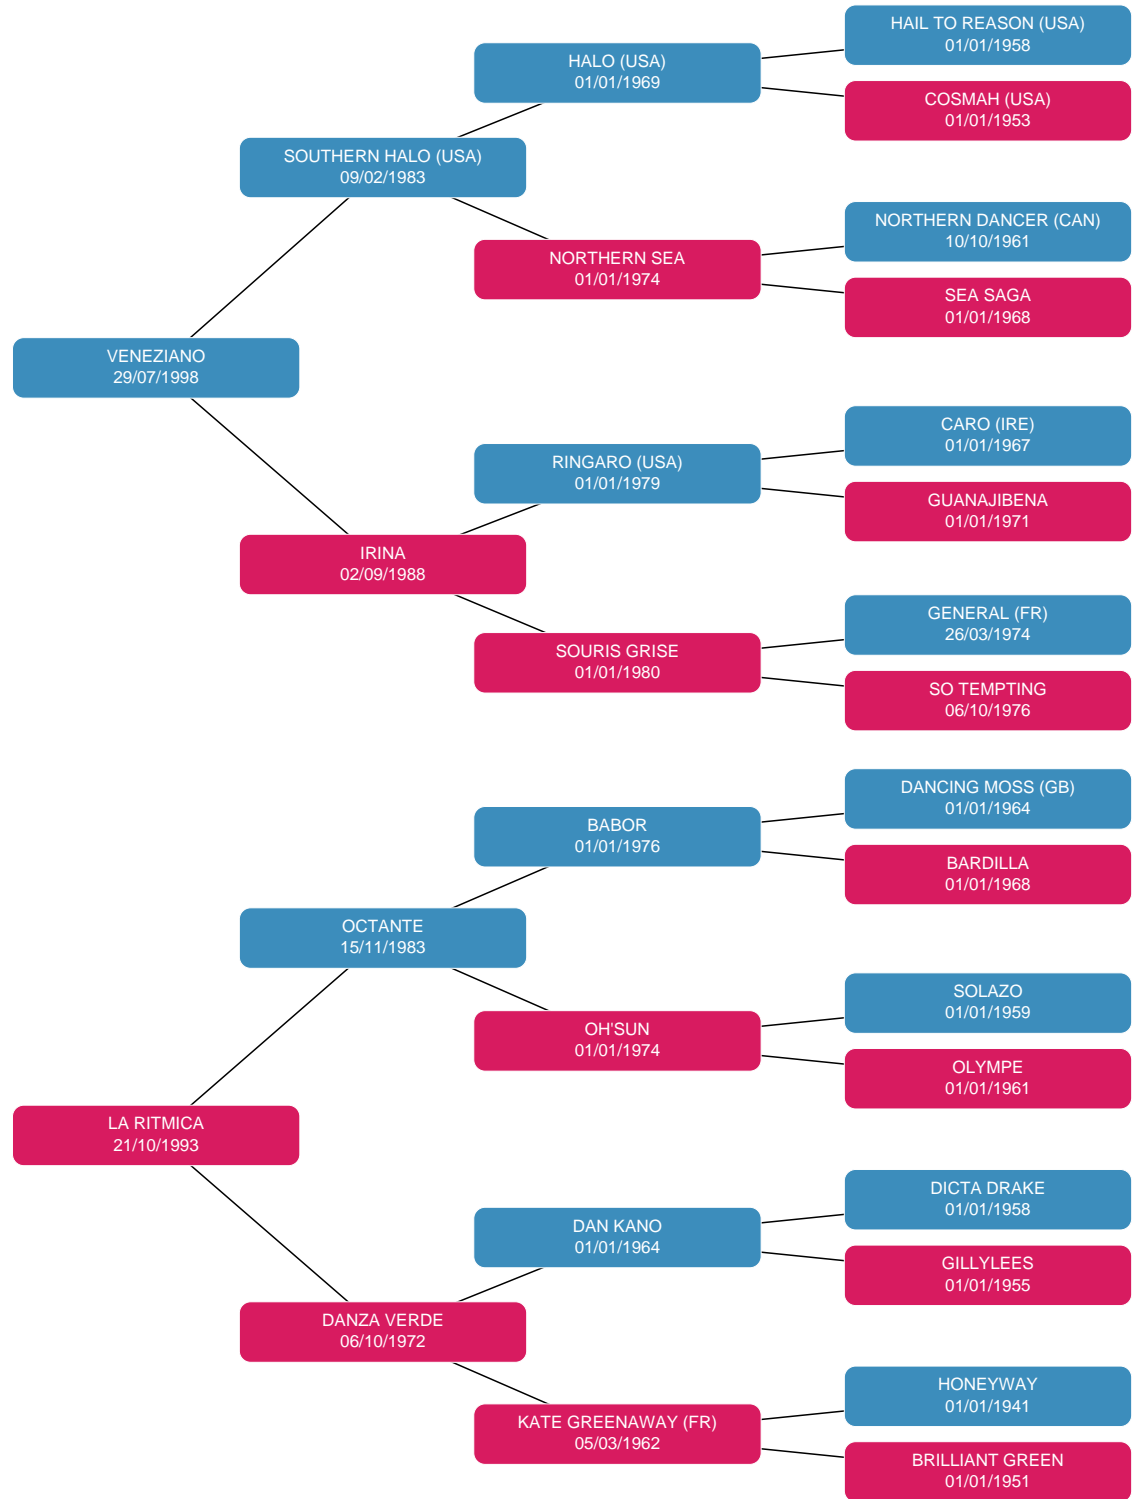 HAIL TO REASON (USA)
01/01/1958
HALO (USA)
01/01/1969
COSMAH (USA)
01/01/1953
SOUTHERN HALO (USA)
09/02/1983
NORTHERN DANCER (CAN)
10/10/1961
NORTHERN SEA
01/01/1974
SEA SAGA
01/01/1968
VENEZIANO
29/07/1998
CARO (IRE)
01/01/1967
RINGARO (USA)
01/01/1979
GUANAJIBENA
01/01/1971
IRINA
02/09/1988
GENERAL (FR)
26/03/1974
SOURIS GRISE
01/01/1980
SO TEMPTING
06/10/1976
DANCING MOSS (GB)
01/01/1964
BABOR
01/01/1976
BARDILLA
01/01/1968
OCTANTE
15/11/1983
SOLAZO
01/01/1959
OH'SUN
01/01/1974
OLYMPE
01/01/1961
LA RITMICA
21/10/1993
DICTA DRAKE
01/01/1958
DAN KANO
01/01/1964
GILLYLEES
01/01/1955
DANZA VERDE
06/10/1972
HONEYWAY
01/01/1941
KATE GREENAWAY (FR)
05/03/1962
BRILLIANT GREEN
01/01/1951